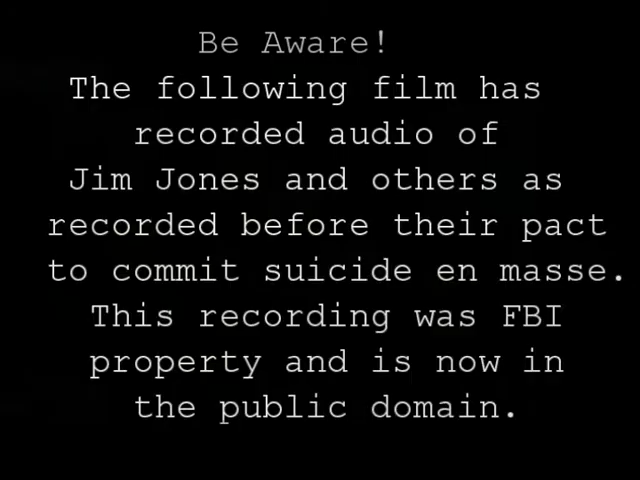 Be Aware!
The following film has
recorded audio of
Jim Jones and others as
recorded before their pact
to commit suicide en masse.
This recording was FBI
property and is now in
the public domain.